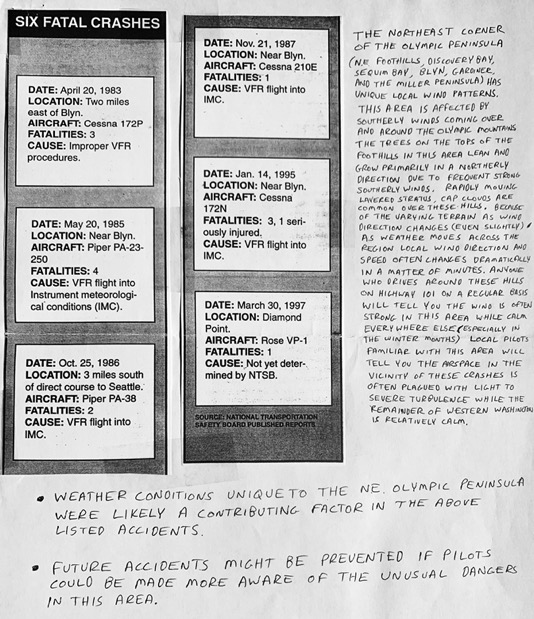 SIX FATAL CRASHES
DATE: April 20, 1983
LOCATION: Two miles
east of Blyn.
AIRCRAFT: Cessna 172P
FATALITIES: 3
CAUSE: Improper VFR
procedures.
DATE: May 20, 1985
LOCATION: Near Blyn.
AIRCRAFT: Piper PA-23-
250
FATALITIES: 4
CAUSE: VFR flight into
Instrument meteorologi-
cal conditions (IMC).
DATE: Oct. 25, 1986
LOCATION: 3 miles south
of direct course to Seattle.
AIRCRAFT: Piper PA-38
FATALITIES: 2
CAUSE: VFR flight into
IMC.
DATE: Nov. 21, 1987
LOCATION: Near Blyn.
AIRCRAFT: Cessna 210E
FATALITIES: 1
CAUSE: VFR flight into
IMC.
DATE: Jan. 14, 1995
LOCATION: Near Blyn.
AIRCRAFT: Cessna
172N
FATALITIES: 3, 1 seri-
ously injured.
CAUSE: VFR flight into
IMC.
DATE: March 30, 1997
LOCATION: Diamond
Point.
AIRCRAFT: Rose VP-1
FATALITIES: 1
CAUSE: Not yet deter-
mined by NTSB.
SOURCE: NATIONAL TRANSPORTATION
SAFETY BOARD PUBLISHED REPORTS
THE NORTHEAST CORNER
OF THE OLYMPIC PENINSULA
(N.E. FOOTHILLS, DISCOVERY BAY,
SEQUIM BAY, BLYN, GARDNER,
AND THE MILLER PENINSULA) HAS
UNIQUE LOCAL WIND PATTERNS.
THIS AREA IS AFFECTED BY
SOUTHERLY WINDS COMING OVER
AND AROUND THE OLYMPIC MOUNTAINS
THE TREES ON THE TOPS OF THE
FOOTHILLS IN THIS AREA LEAN AND
GROW PRIMARILY IN A NORTHERLY
DIRECTION DUE TO FREQUENT STRONG
SOUTHERLY WINDS. RAPIDLY MOVING
LAYERED STRATUS, CAP CLOUDS ARE
COMMON OVER THESE HILLS. BECAUSE
OF THE VARYING TERRAIN AS WIND
DIRECTION CHANGES (EVEN SLIGHTLY)
AS WEATHER MOVES ACROSS THE
REGION LOCAL WIND DIRECTION AND
SPEED OFTEN CHANGES DRAMATICALLY
IN A MATTER OF MINUTES. ANYONE
WHO DRIVES AROUND THESE HILLS
ON HIGHWAY 101 ON A REGULAR BASIS
WILL TELL YOU THE WIND IS OFTEN
STRONG IN THIS AREA WHILE CALM
EVERYWHERE ELSE (ESPECIALLY IN
THE WINTER MONTHS) LOCAL PILOTS
FAMILIAR WITH THIS AREA WILL
TELL YOU THE AIRSPACE IN THE
VICINITY OF THESE CRASHES IS
OFTEN PLAGUED WITH LIGHT TO
SEVERE TURBULENCE WHILE THE
REMAINDER OF WESTERN WASHINGTON
IS RELATIVELY CALM.
• WEATHER CONDITIONS UNIQUE TO THE NE. OLYMPIC PENINSULA
WERE LIKELY A CONTRIBUTING FACTOR IN THE ABOVE
LISTED ACCIDENTS.
• FUTURE ACCIDENTS MIGHT BE PREVENTED IF PILOTS
COULD BE MADE MORE AWARE OF THE UNUSUAL DANGERS
IN THIS AREA.